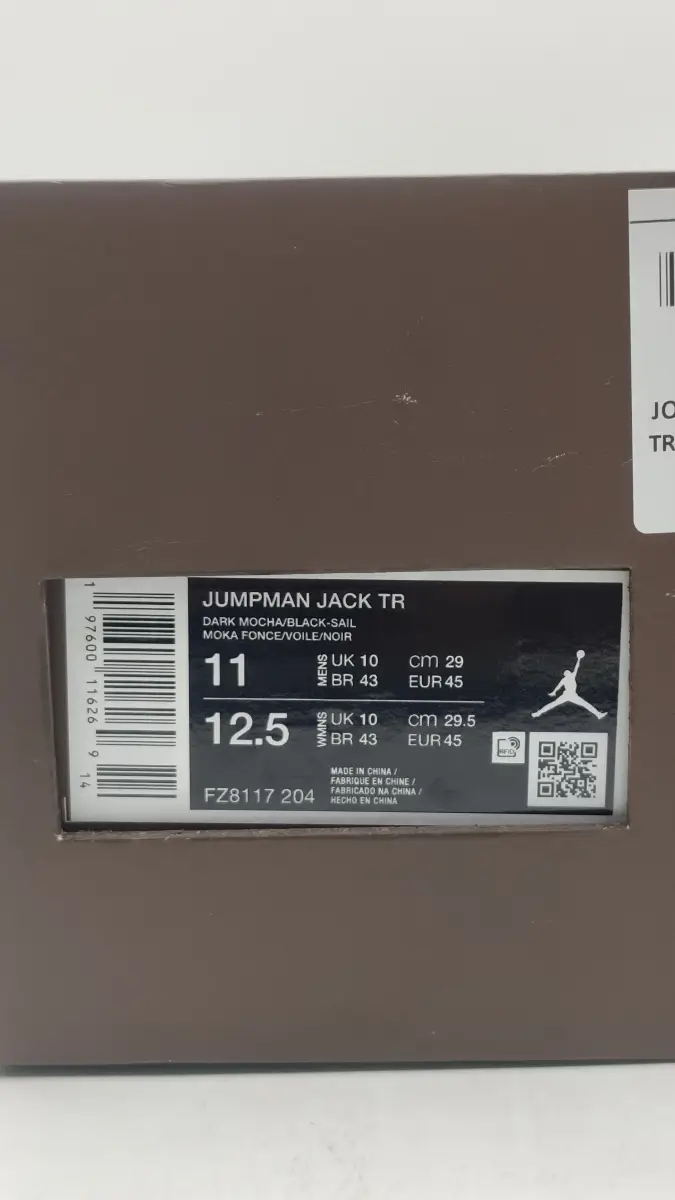 JO
TR
JUMPMAN JACK TR
DARK MOCHA/BLACK-SAIL
MOKA FONCE/VOILE/NOIR
11 MENS UK 10 cm 29
BR 43 EUR 45
12.5 WMNS UK 10 cm 29.5
BR 43 EUR 45
FZ8117 204
MADE IN CHINA /
FABRIQUE EN CHINE /
FABRICADO NA CHINA /
HECHO EN CHINA
RFID
1 97600 11626 9 14